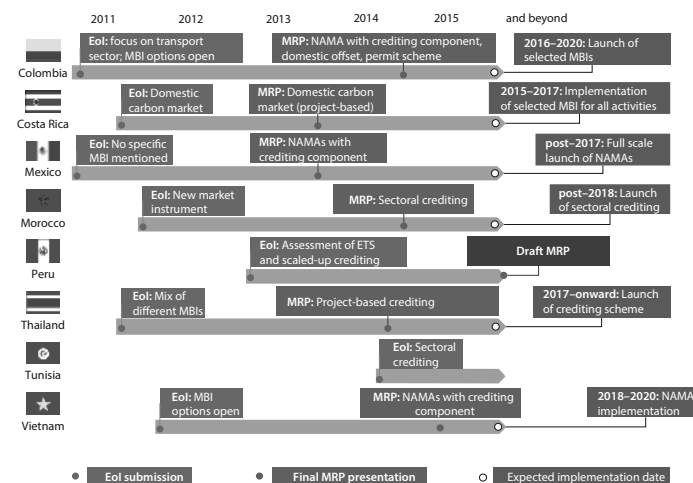 2011 2012 2013 2014 2015 and beyond
EoI: focus on transport
sector; MBI options open
MRP: NAMA with crediting component,
domestic offset, permit scheme
2016–2020: Launch of
selected MBIs
Colombia
EoI: Domestic
carbon market
MRP: Domestic carbon
market (project-based)
2015–2017: Implementation
of selected MBI for all activities
Costa Rica
EoI: No specific
MBI mentioned
MRP: NAMAs with
crediting component
post–2017: Full scale
launch of NAMAs
Mexico
EoI: New market
instrument
MRP: Sectoral crediting
post–2018: Launch
of sectoral crediting
Morocco
EoI: Assessment of ETS
and scaled-up crediting
Draft MRP
Peru
EoI: Mix of
different MBIs
MRP: Project-based crediting
2017–onward: Launch
of crediting scheme
Thailand
EoI: Sectoral
crediting
Tunisia
EoI: MBI
options open
MRP: NAMAs with crediting
component
2018–2020: NAMA
implementation
Vietnam
EoI submission
Final MRP presentation
Expected implementation date